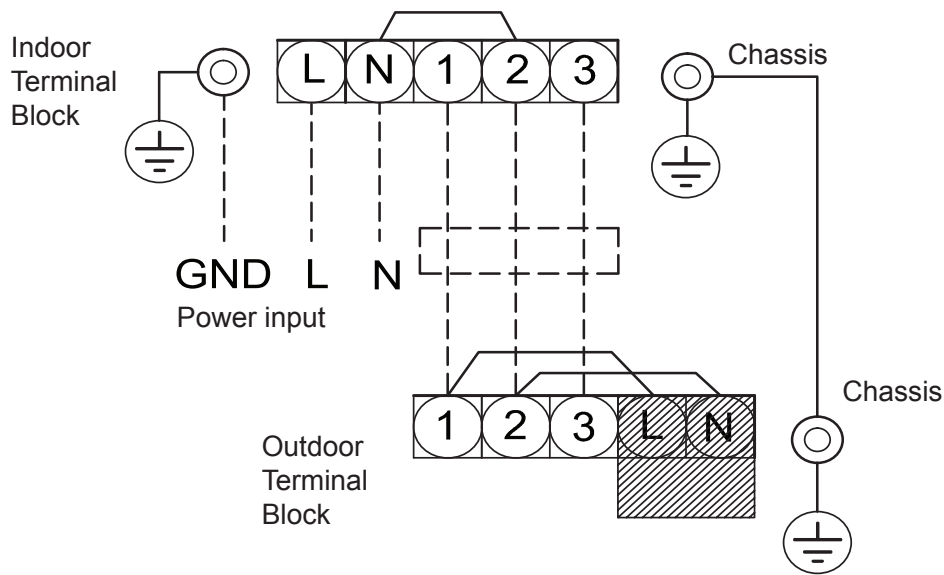 Indoor
Terminal
Block
L N 1 2 3
Chassis
GND L N
Power input
Chassis
1 2 3 L N
Outdoor
Terminal
Block